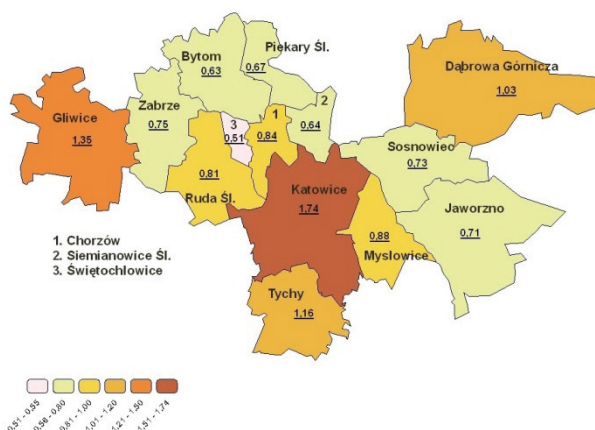 Piekary Śl.
0,67
Bytom
0,63
Dąbrowa Górnicza
1,03
Zabrze
0,75
Gliwice
1,35
3
0,51
1
0,84
2
0,64
Sosnowiec
0,73
0,81
Ruda Śl.
Katowice
1,74
Jaworzno
0,71
0,88
Mysłowice
1. Chorzów
2. Siemianowice Śl.
3. Świętochlowice
Tychy
1,16
0,51 - 0,55
0,56 - 0,80
0,81 - 1,00
1,01 - 1,20
1,21 - 1,50
1,51 - 1,74